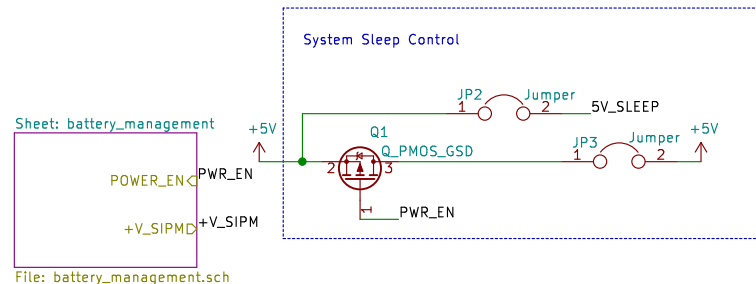 System Sleep Control
JP2
Jumper
1
2
5V_SLEEP
Sheet: battery_management
+5V
Q1
JP3
Jumper
+5V
Q_PMOS_GSD
1
2
2
3
POWER_EN
PWR_EN
1
PWR_EN
+V_SIPM
+V_SIPM
File: battery_management.sch